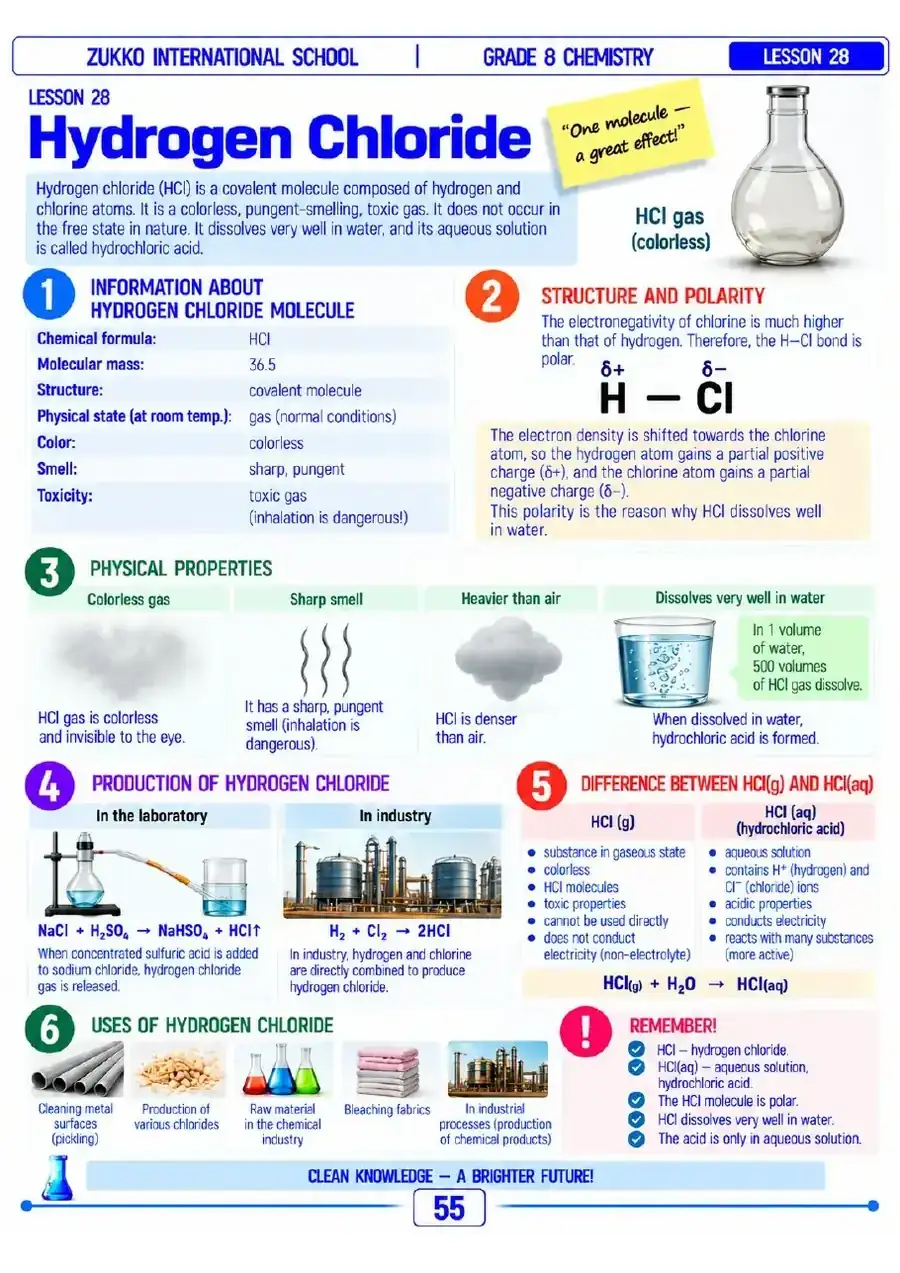 ZUKKO INTERNATIONAL SCHOOL | GRADE 8 CHEMISTRY LESSON 28
LESSON 28
Hydrogen Chloride
"One molecule —
a great effect!"
Hydrogen chloride (HCl) is a covalent molecule composed of hydrogen and
chlorine atoms. It is a colorless, pungent-smelling, toxic gas. It does not occur in
the free state in nature. It dissolves very well in water, and its aqueous solution
is called hydrochloric acid.
HCl gas
(colorless)
1 INFORMATION ABOUT
HYDROGEN CHLORIDE MOLECULE
Chemical formula: HCl
Molecular mass: 36.5
Structure: covalent molecule
Physical state (at room temp.): gas (normal conditions)
Color: colorless
Smell: sharp, pungent
Toxicity: toxic gas
(inhalation is dangerous!)
2 STRUCTURE AND POLARITY
The electronegativity of chlorine is much higher
than that of hydrogen. Therefore, the H–Cl bond is
polar.
δ+ δ–
H — Cl
The electron density is shifted towards the chlorine
atom, so the hydrogen atom gains a partial positive
charge (δ+), and the chlorine atom gains a partial
negative charge (δ–).
This polarity is the reason why HCl dissolves well
in water.
3 PHYSICAL PROPERTIES
Colorless gas
HCl gas is colorless
and invisible to the eye.
Sharp smell
It has a sharp, pungent
smell (inhalation is
dangerous).
Heavier than air
HCl is denser
than air.
Dissolves very well in water
In 1 volume
of water,
500 volumes
of HCl gas dissolve.
When dissolved in water,
hydrochloric acid is formed.
4 PRODUCTION OF HYDROGEN CHLORIDE
In the laboratory
NaCl + H₂SO₄ → NaHSO₄ + HCl↑
When concentrated sulfuric acid is added
to sodium chloride, hydrogen chloride
gas is released.
In industry
H₂ + Cl₂ → 2HCl
In industry, hydrogen and chlorine
are directly combined to produce
hydrogen chloride.
5 DIFFERENCE BETWEEN HCl(g) AND HCl(aq)
HCl (g)
• substance in gaseous state
• colorless
• HCl molecules
• toxic properties
• cannot be used directly
• does not conduct
electricity (non-electrolyte)
HCl (aq)
(hydrochloric acid)
• aqueous solution
• contains H⁺ (hydrogen) and
Cl⁻ (chloride) ions
• acidic properties
• conducts electricity
• reacts with many substances
(more active)
HCl(g) + H₂O → HCl(aq)
6 USES OF HYDROGEN CHLORIDE
Cleaning metal
surfaces
(pickling)
Production of
various chlorides
Raw material
in the chemical
industry
Bleaching fabrics
In industrial
processes (production
of chemical products)
! REMEMBER!
HCl – hydrogen chloride.
HCl(aq) – aqueous solution,
hydrochloric acid.
The HCl molecule is polar.
HCl dissolves very well in water.
The acid is only in aqueous solution.
CLEAN KNOWLEDGE – A BRIGHTER FUTURE!
55